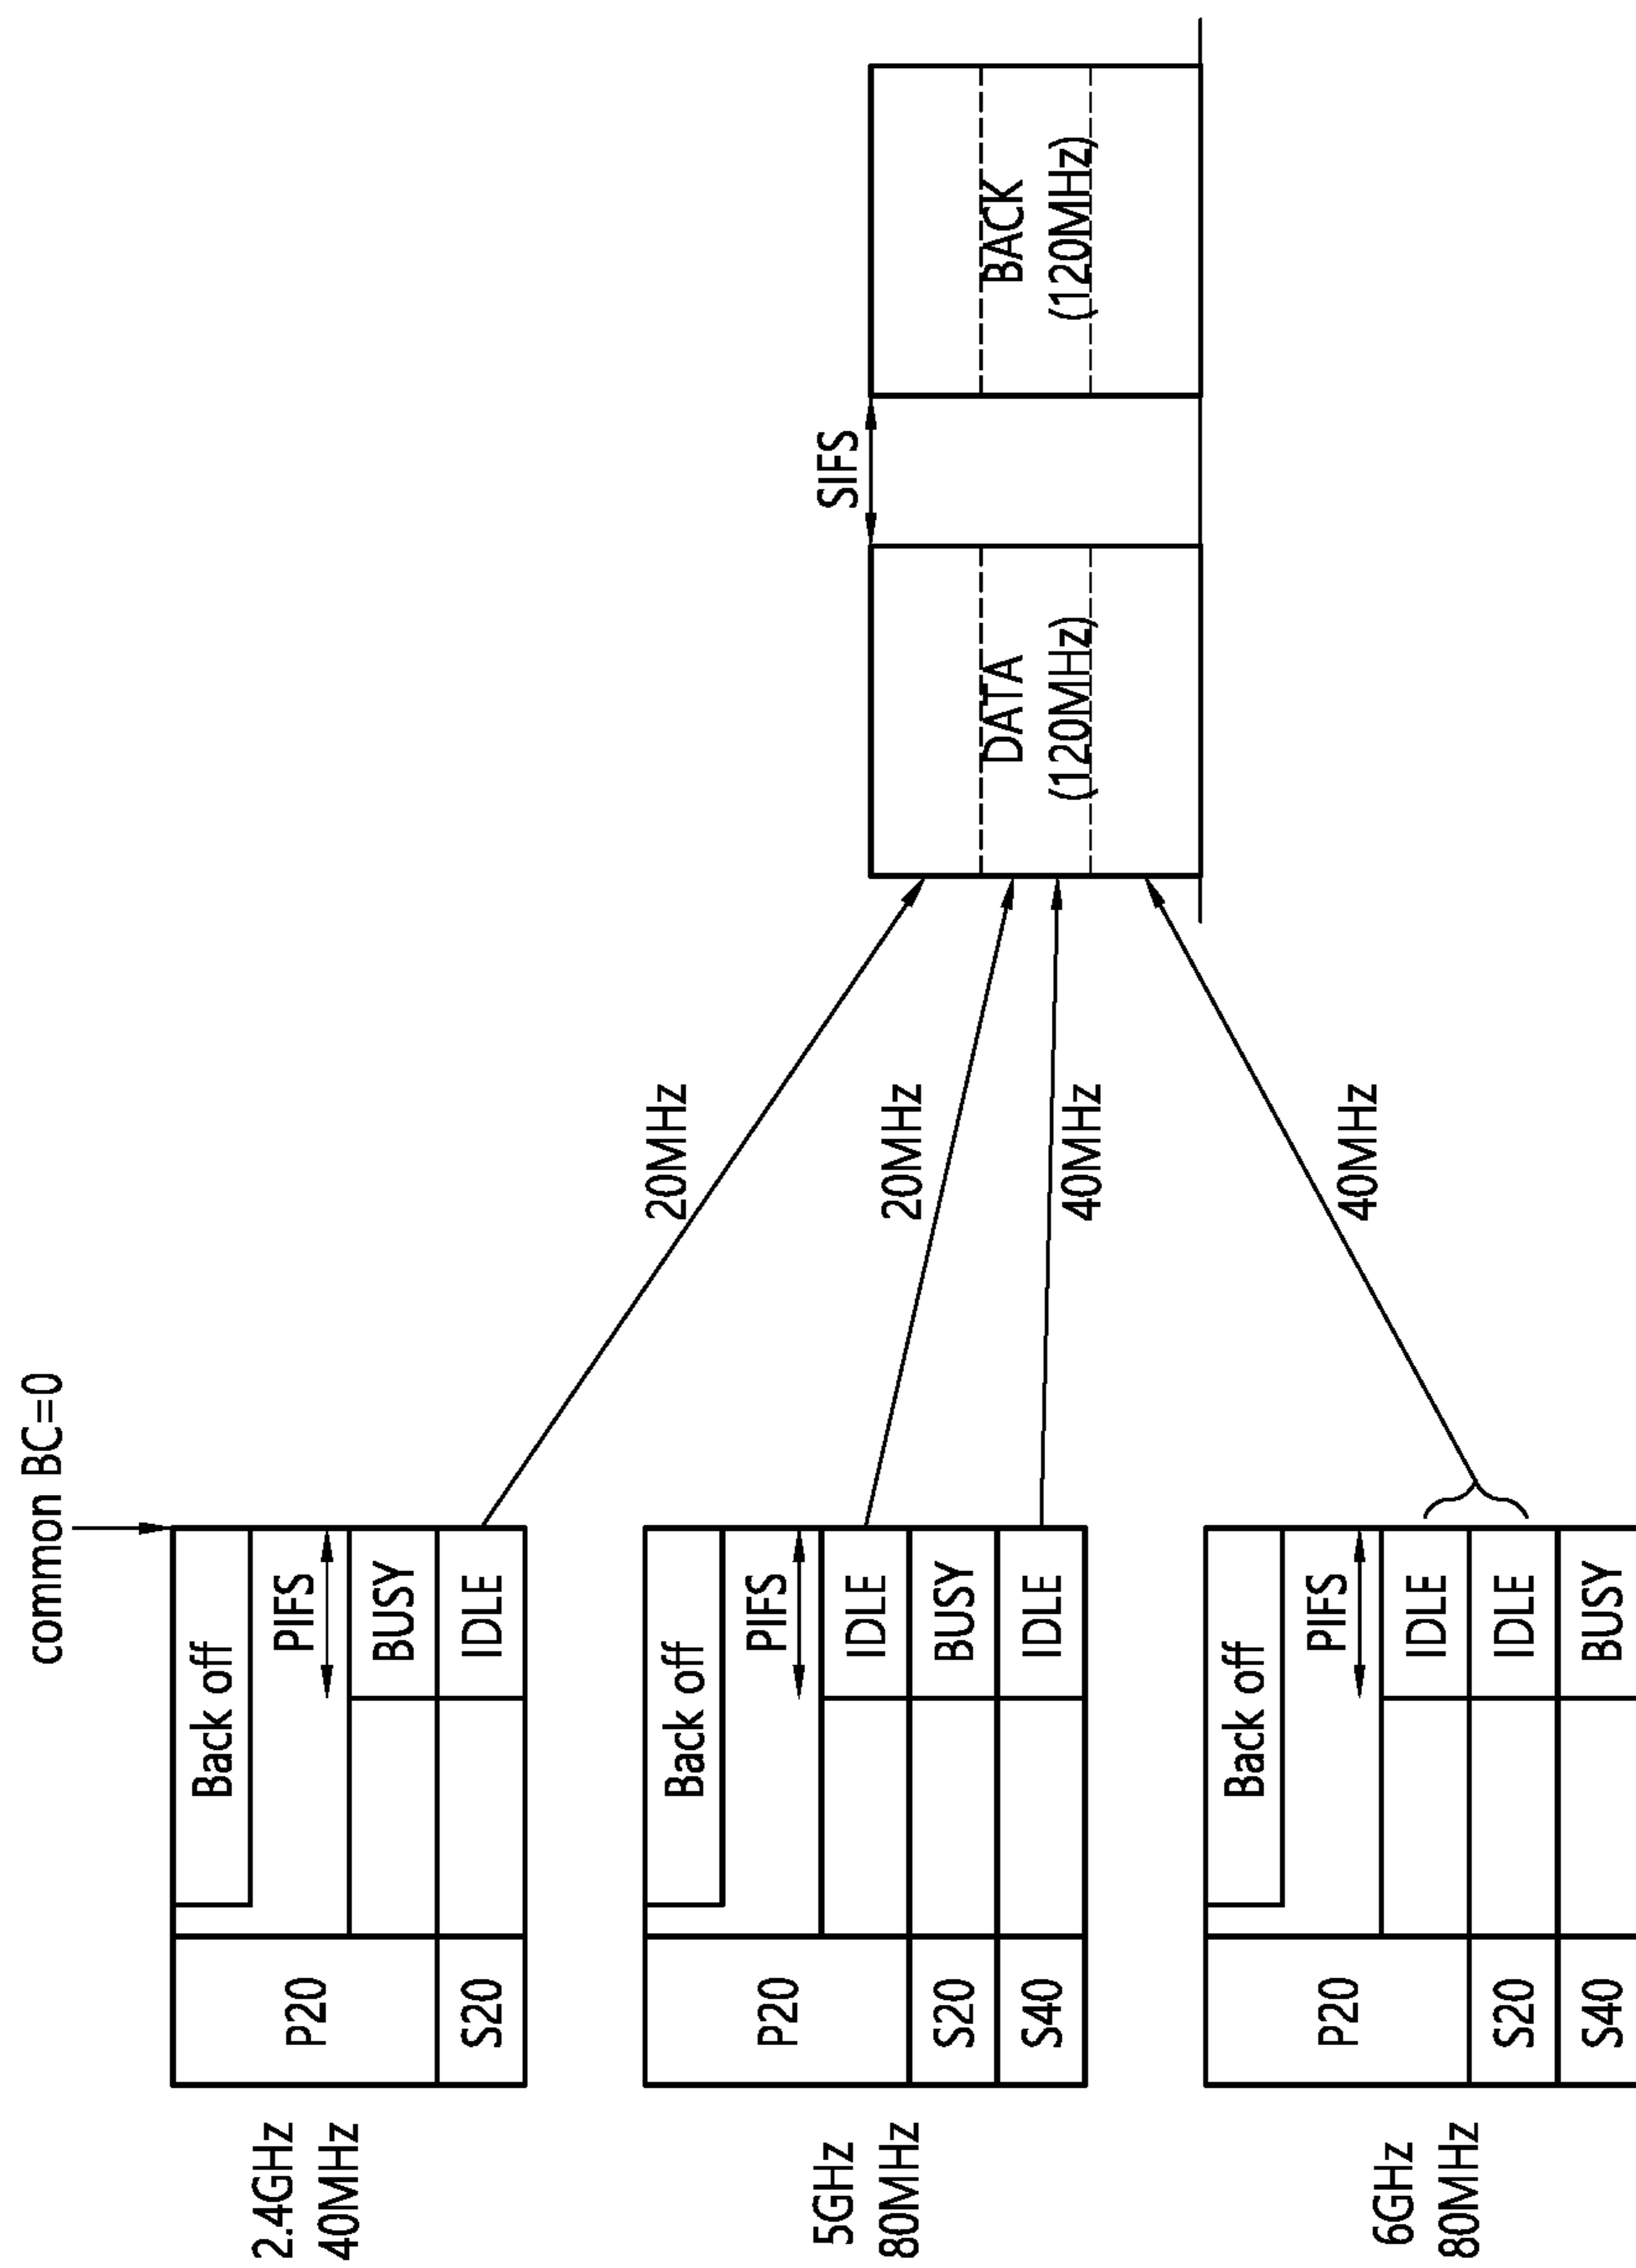 common BC=0
2.4GHz
40MHz
P20
Back off
PIFS
BUSY
S20
IDLE
20MHz
5GHz
80MHz
P20
Back off
PIFS
IDLE
S20
BUSY
S40
IDLE
20MHz
40MHz
6GHz
80MHz
P20
Back off
PIFS
IDLE
S20
IDLE
S40
BUSY
40MHz
DATA
(120MHz)
SIFS
BACK
(120MHz)